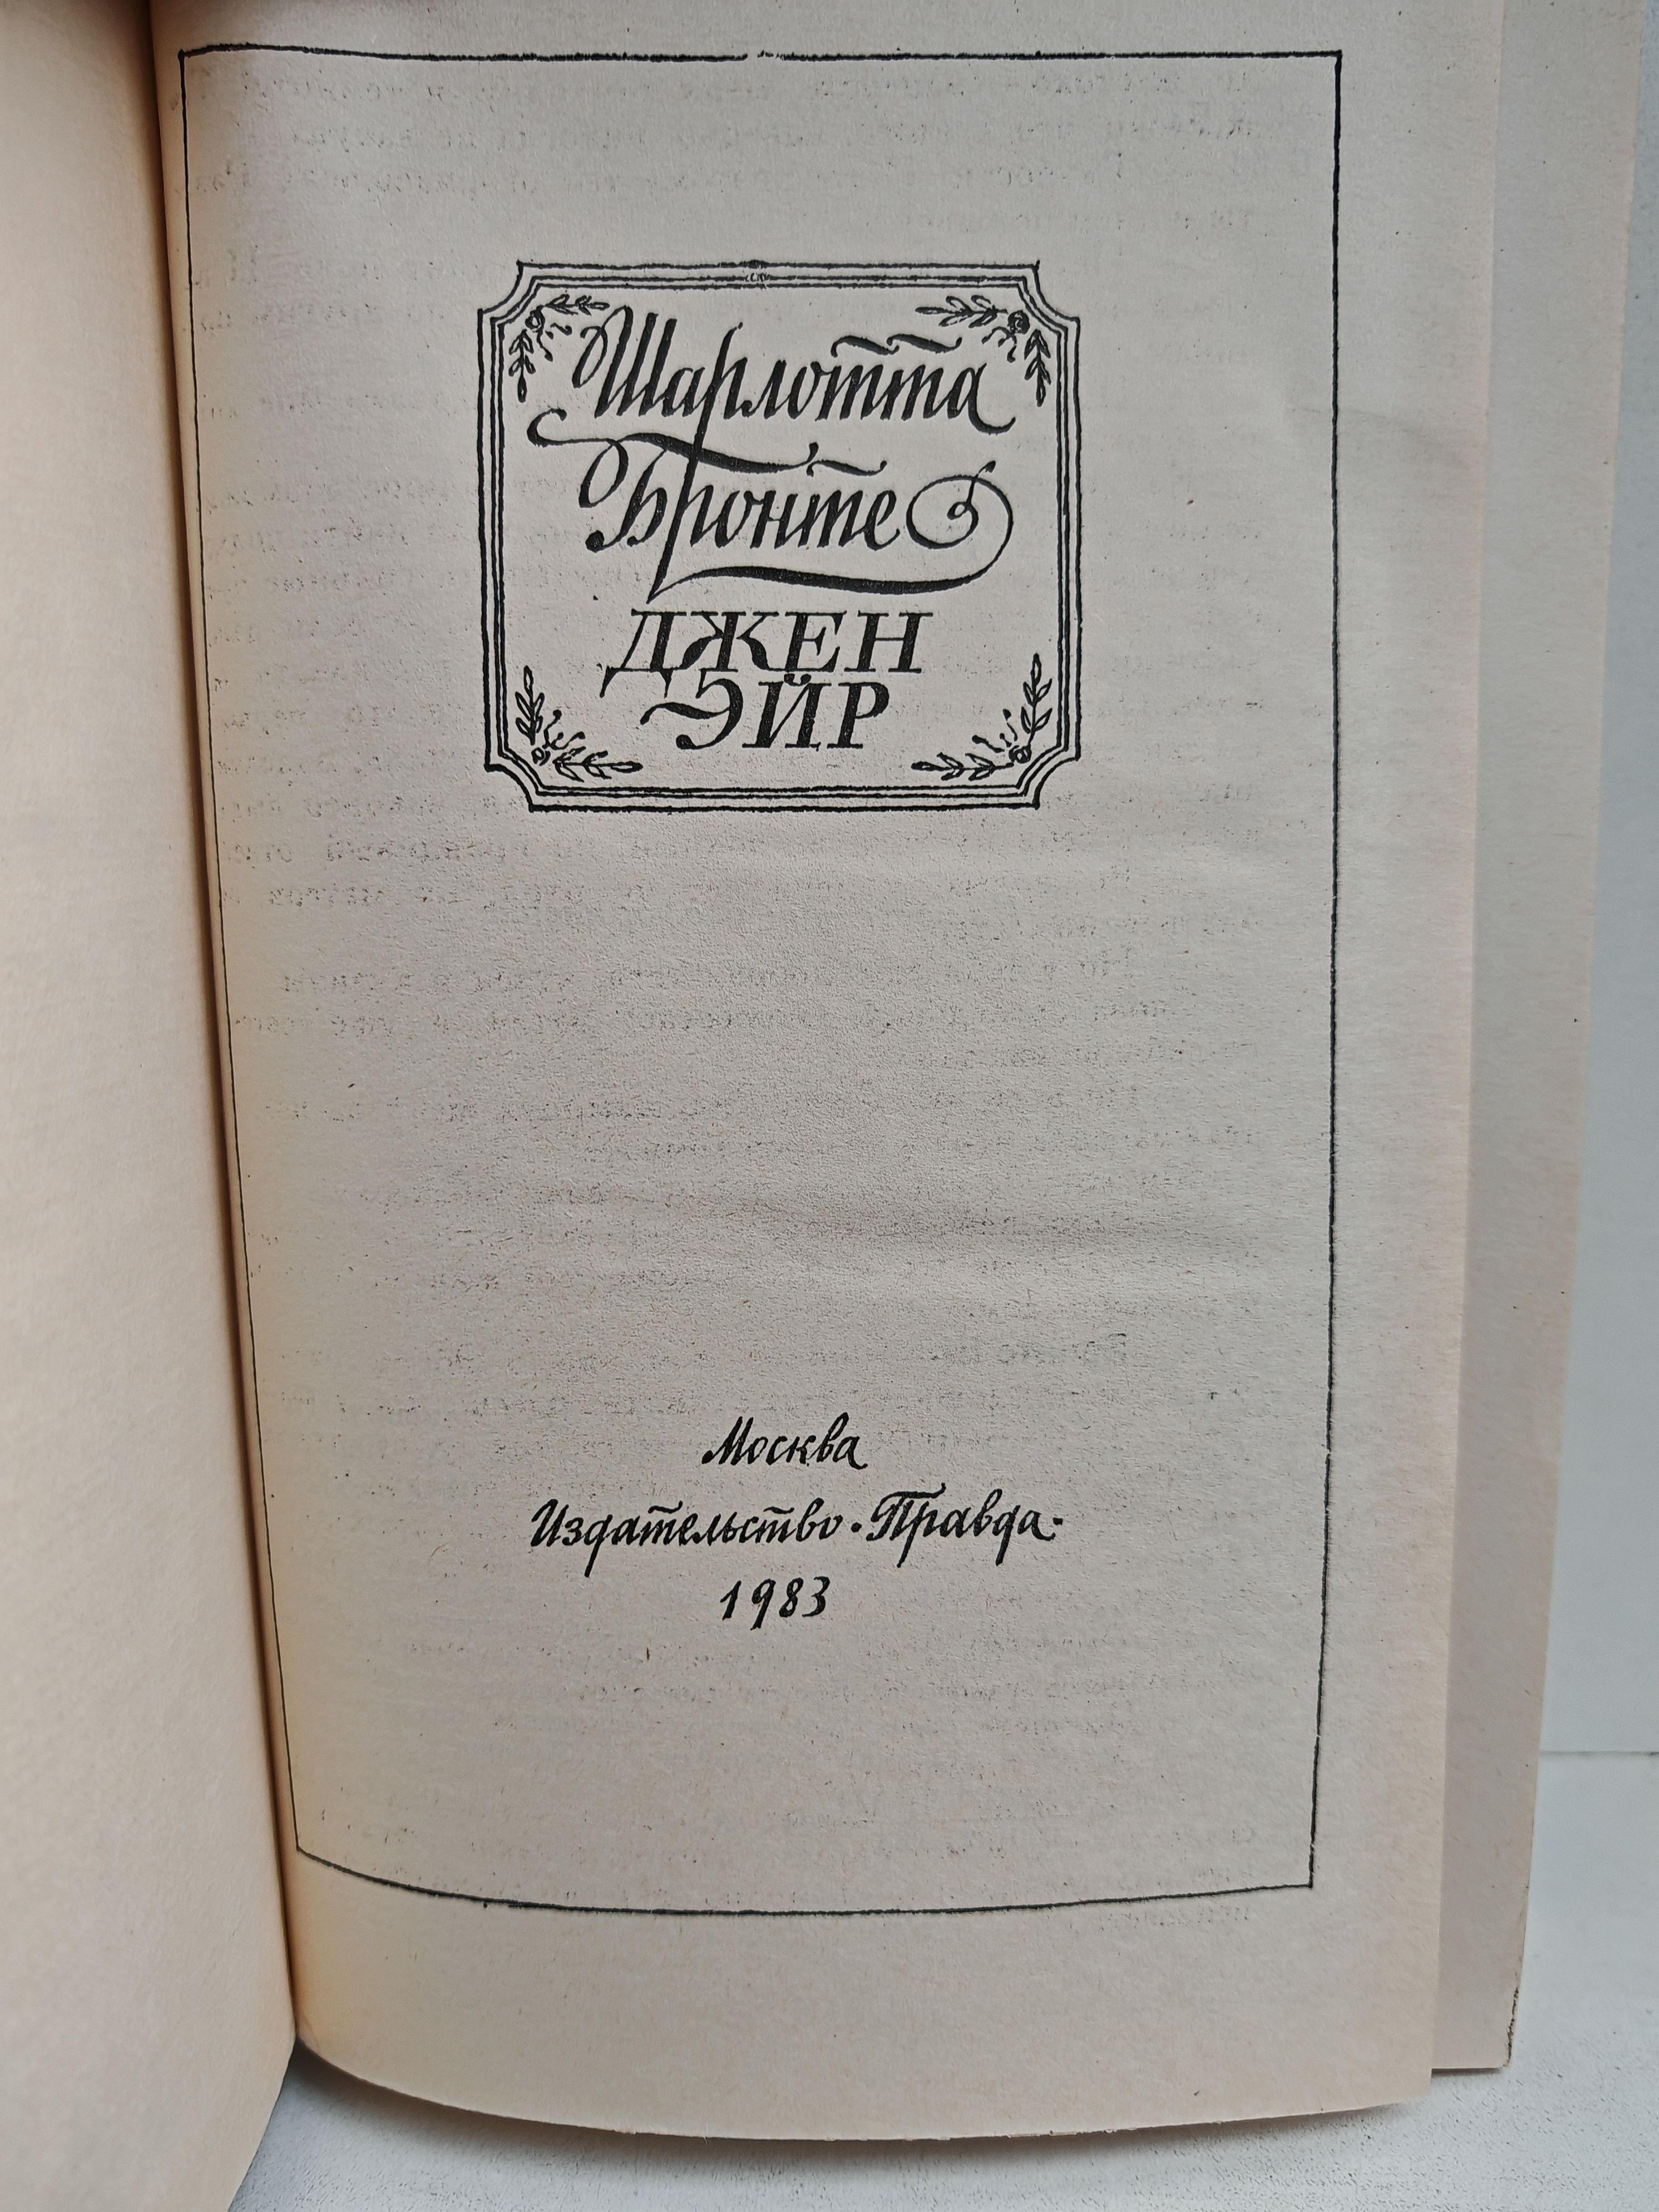 Шарлотта
Бронте
ДЖЕН
ЭЙР
Москва
Издательство ·Правда·
1983